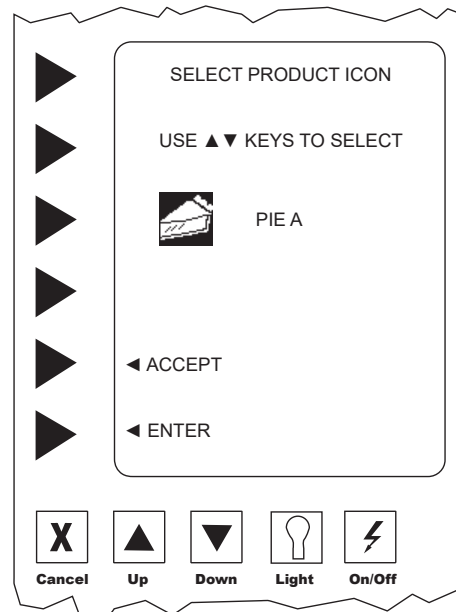 SELECT PRODUCT ICON
USE ▲▼ KEYS TO SELECT
PIE A
◄ ACCEPT
◄ ENTER
X
Cancel Up Down Light On/Off